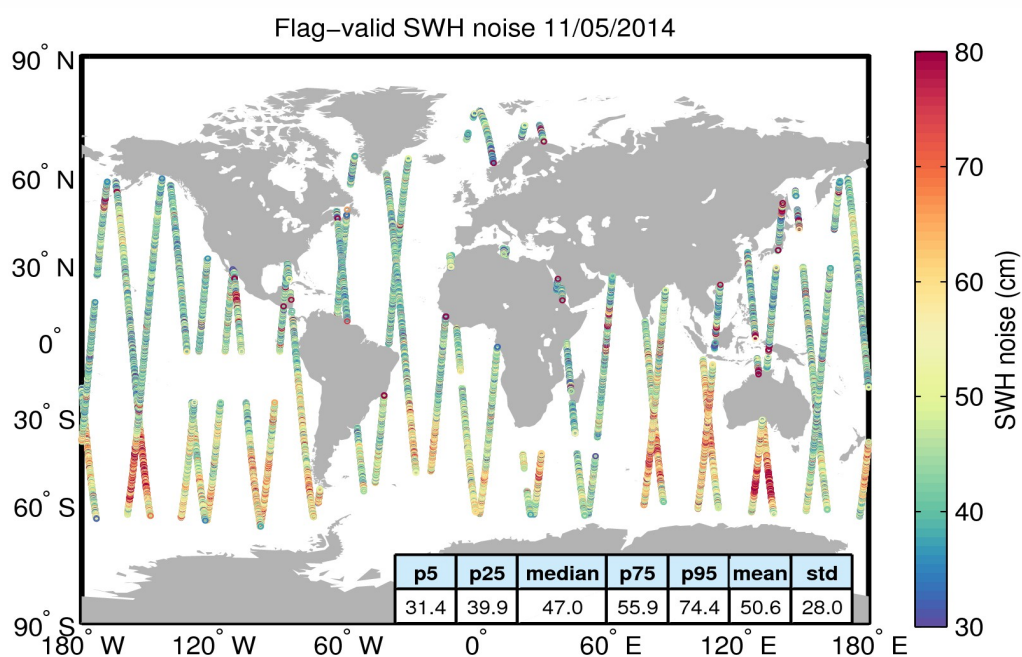 Flag−valid SWH noise 11/05/2014
90° N
60° N
30° N
0°
30° S
60° S
90° S
180° W
120° W
60° W
0°
60° E
120° E
180° E
p5 p25 median p75 p95 mean std
31.4 39.9 47.0 55.9 74.4 50.6 28.0
80
70
60
50
40
30
SWH noise (cm)